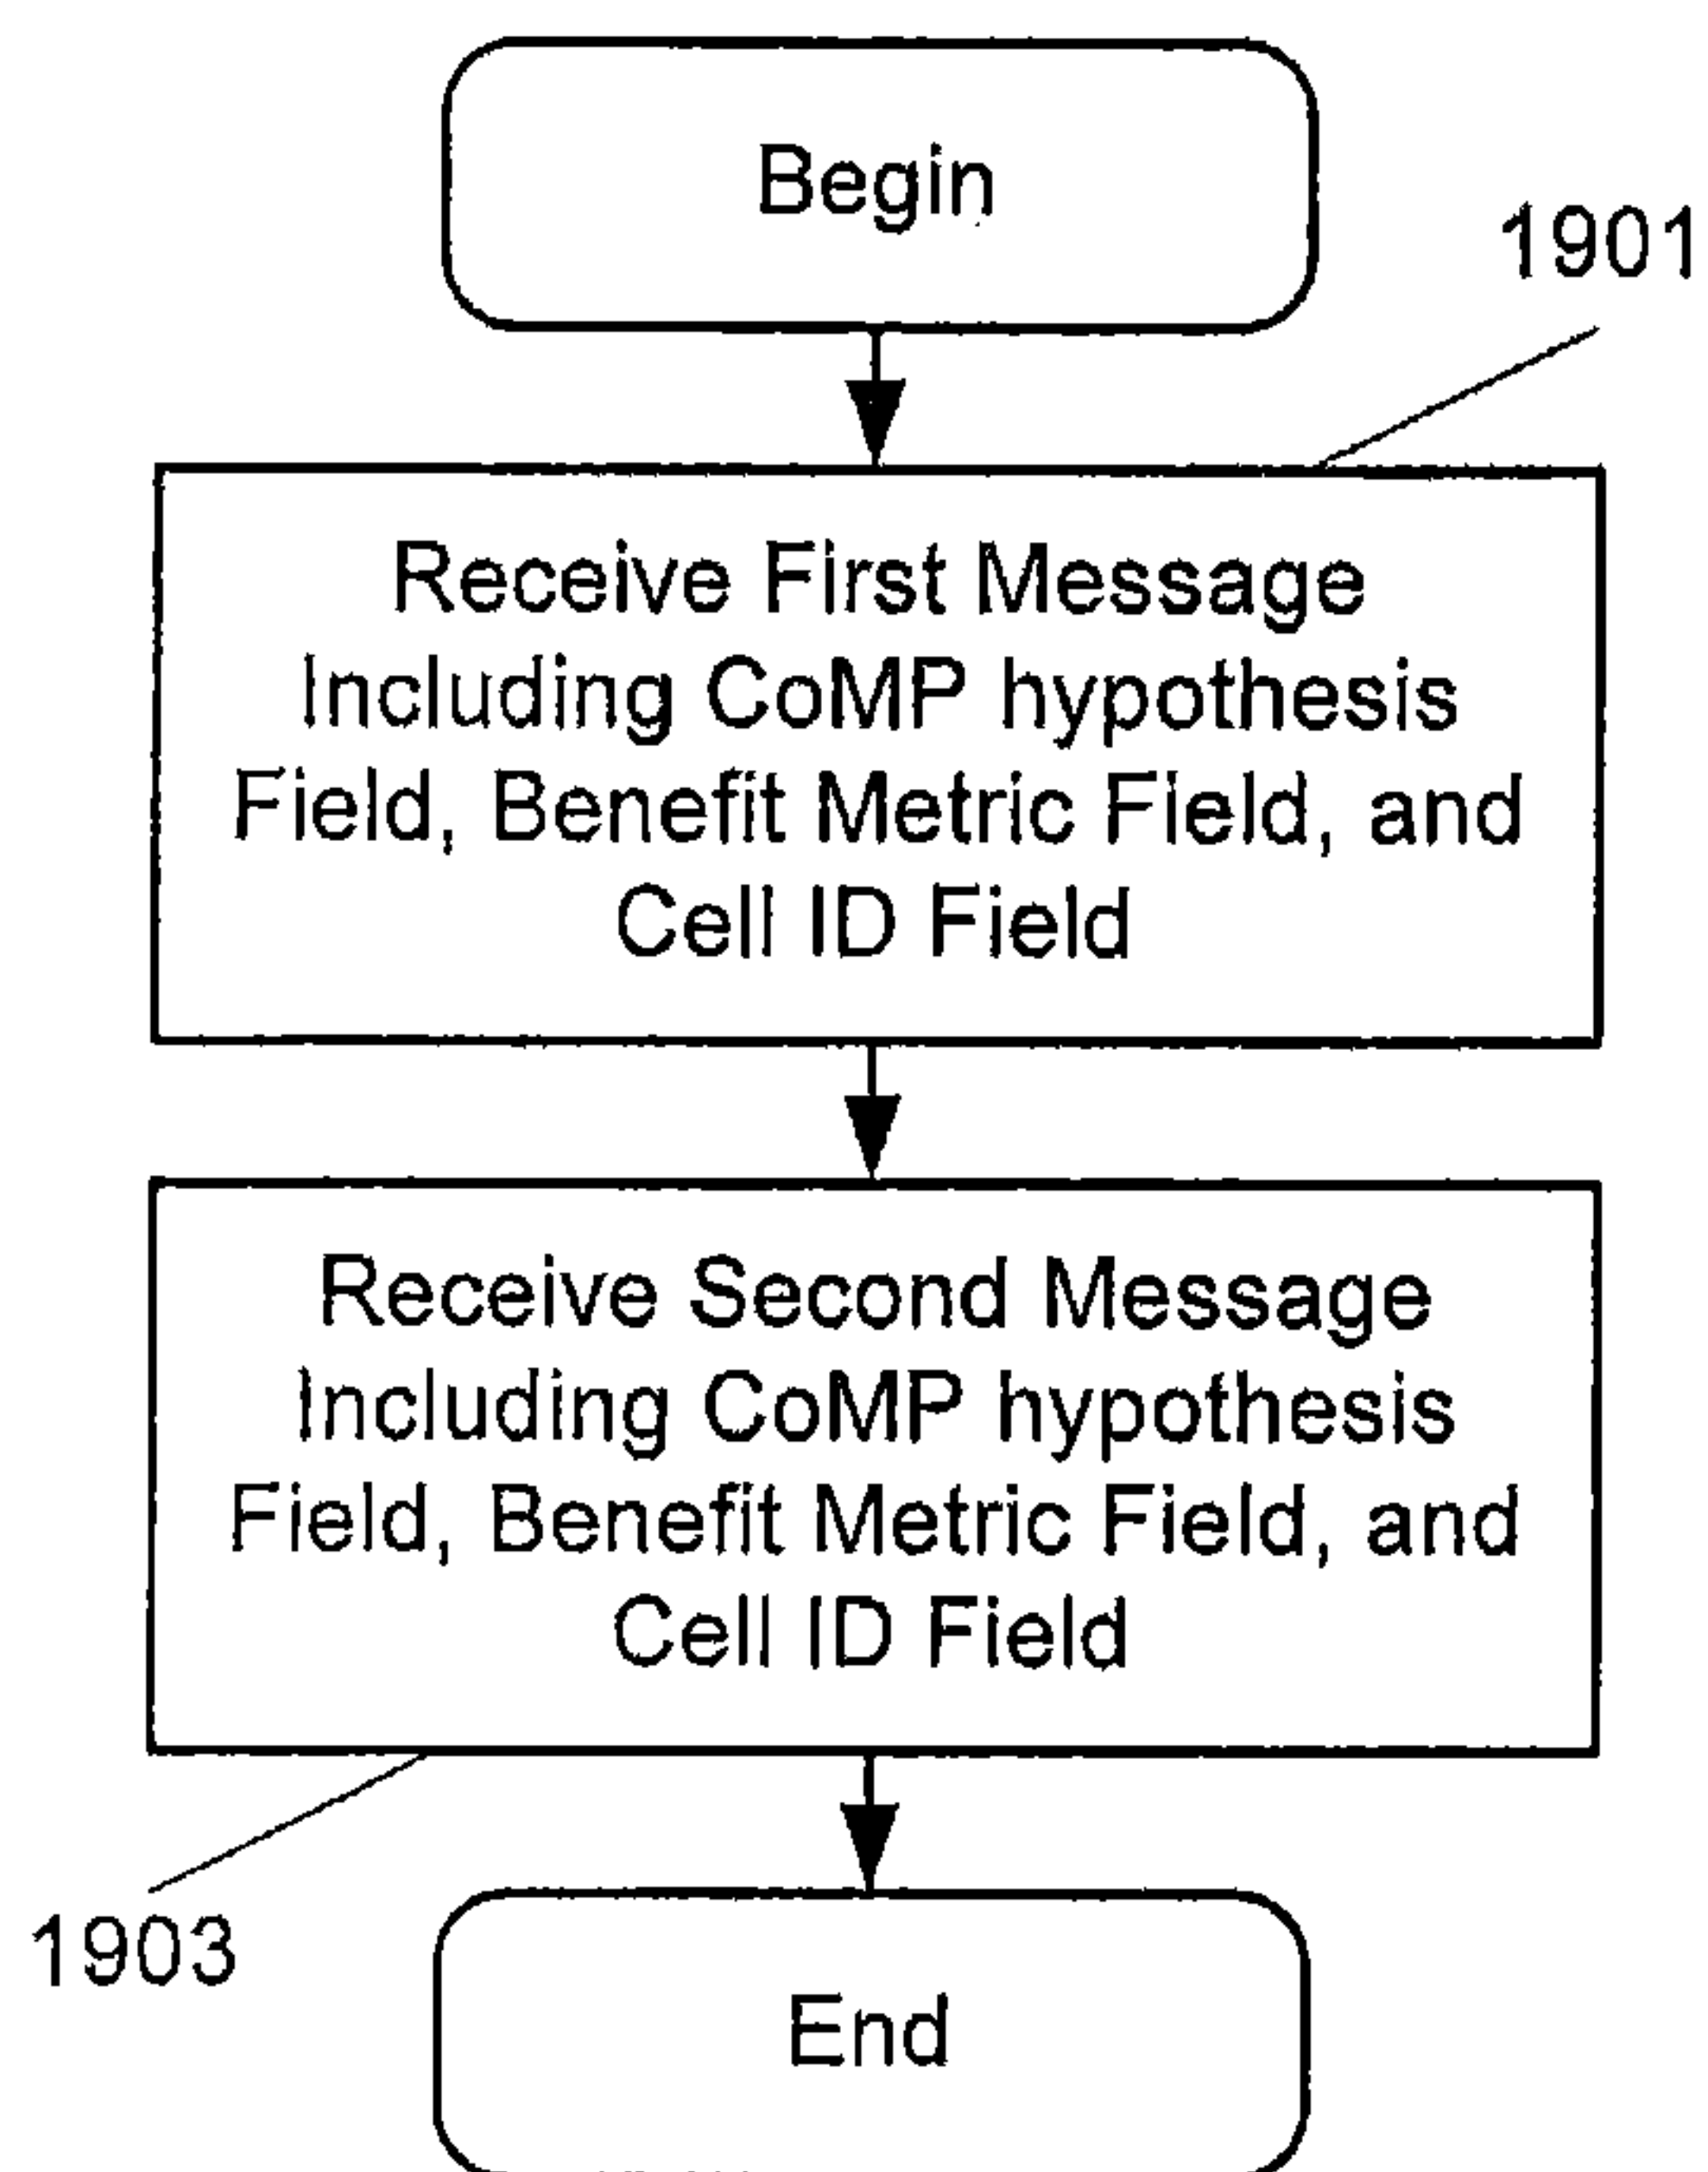 Begin
1901
Receive First Message
Including CoMP hypothesis
Field, Benefit Metric Field, and
Cell ID Field
Receive Second Message
Including CoMP hypothesis
Field, Benefit Metric Field, and
Cell ID Field
1903
End